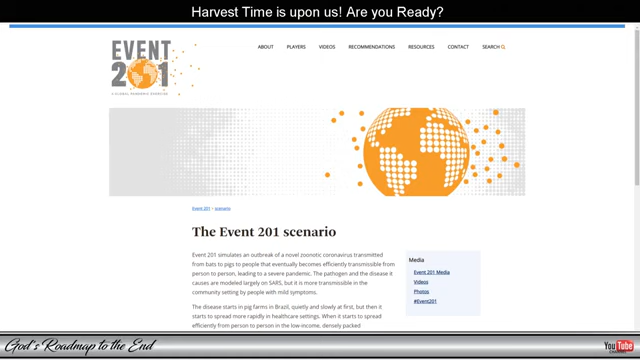 Harvest Time is upon us! Are you Ready?
EVENT
201
A GLOBAL PANDEMIC EXERCISE
ABOUT PLAYERS VIDEOS RECOMMENDATIONS RESOURCES CONTACT SEARCH
Event 201 > scenario
The Event 201 scenario
Event 201 simulates an outbreak of a novel zoonotic coronavirus transmitted
from bats to pigs to people that eventually becomes efficiently transmissible from
person to person, leading to a severe pandemic. The pathogen and the disease it
causes are modeled largely on SARS, but it is more transmissible in the
community setting by people with mild symptoms.
The disease starts in pig farms in Brazil, quietly and slowly at first, but then it
starts to spread more rapidly in healthcare settings. When it starts to spread
efficiently from person to person in the low-income, densely packed
Media
Event 201 Media
Videos
Photos
#Event201
God's Roadmap to the End
YouTube